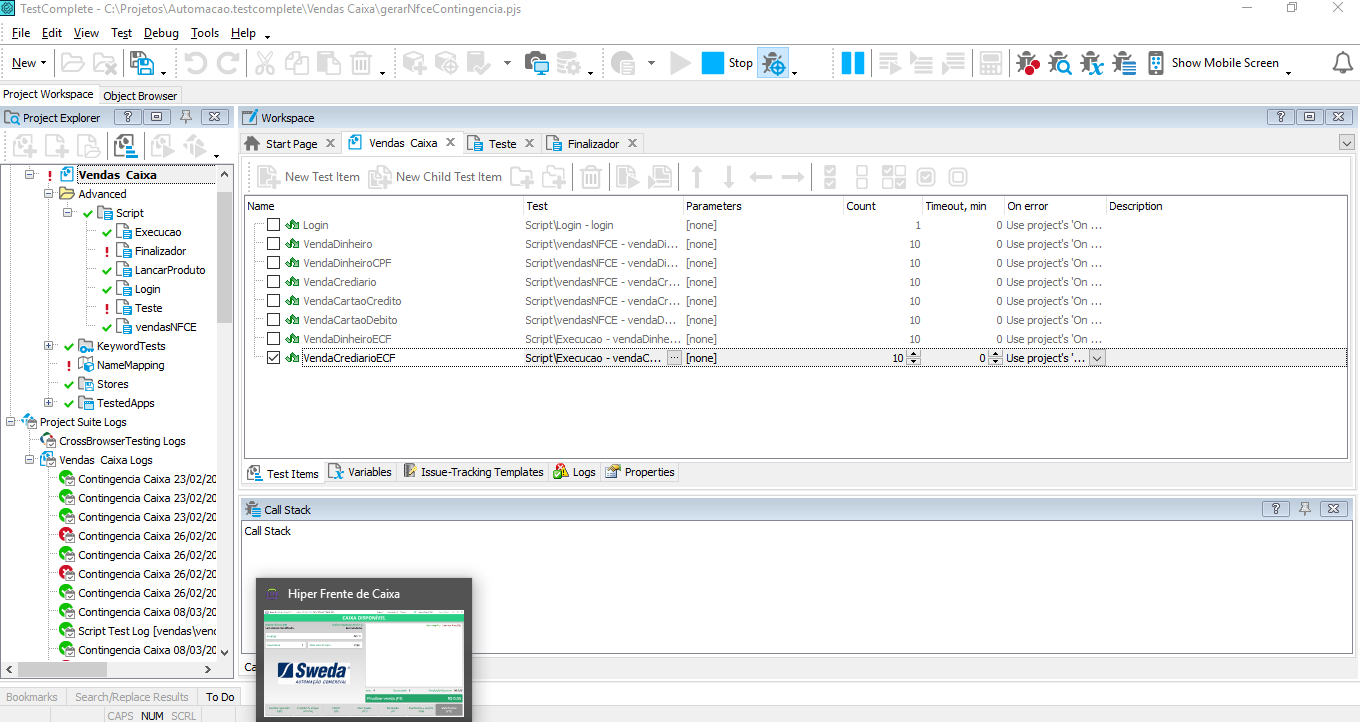 TestComplete - C:\Projetos\Automacao.testcomplete\Vendas Caixa\gerarNfceContingencia.pjs
File Edit View Test Debug Tools Help
New Stop Show Mobile Screen
Project Workspace Object Browser
Project Explorer
Workspace
Start Page Vendas Caixa Teste Finalizador
New Test Item New Child Test Item
Vendas Caixa
Advanced
Script
Execucao
Finalizador
LancarProduto
Login
Teste
vendasNFCE
KeywordTests
NameMapping
Stores
TestedApps
Project Suite Logs
CrossBrowserTesting Logs
Vendas Caixa Logs
Contingencia Caixa 23/02/20
Contingencia Caixa 23/02/20
Contingencia Caixa 23/02/20
Contingencia Caixa 26/02/20
Contingencia Caixa 26/02/20
Contingencia Caixa 26/02/20
Contingencia Caixa 26/02/20
Contingencia Caixa 08/03/20
Script Test Log [vendas\venc
Contingencia Caixa 08/03/20
Name Test Parameters Count Timeout, min On error Description
Login Script\Login - login [none] 1 0 Use project's 'On ...
VendaDinheiro Script\vendasNFCE - vendaDi... [none] 10 0 Use project's 'On ...
VendaDinheiroCPF Script\vendasNFCE - vendaDi... [none] 10 0 Use project's 'On ...
VendaCrediario Script\vendasNFCE - vendaCr... [none] 10 0 Use project's 'On ...
VendaCartaoCredito Script\vendasNFCE - vendaCr... [none] 10 0 Use project's 'On ...
VendaCartaoDebito Script\vendasNFCE - vendaD... [none] 10 0 Use project's 'On ...
VendaDinheiroECF Script\Execucao - vendaDinhe... [none] 10 0 Use project's 'On ...
VendaCrediarioECF Script\Execucao - vendaC... ... [none] 10 0 Use project's '...
Test Items Variables Issue-Tracking Templates Logs Properties
Call Stack
Call Stack
Hiper Frente de Caixa
CAIXA DISPONÍVEL
Sweda
AUTOMAÇÃO COMERCIAL
Ca
Bookmarks Search/Replace Results To Do
CAPS NUM SCRL